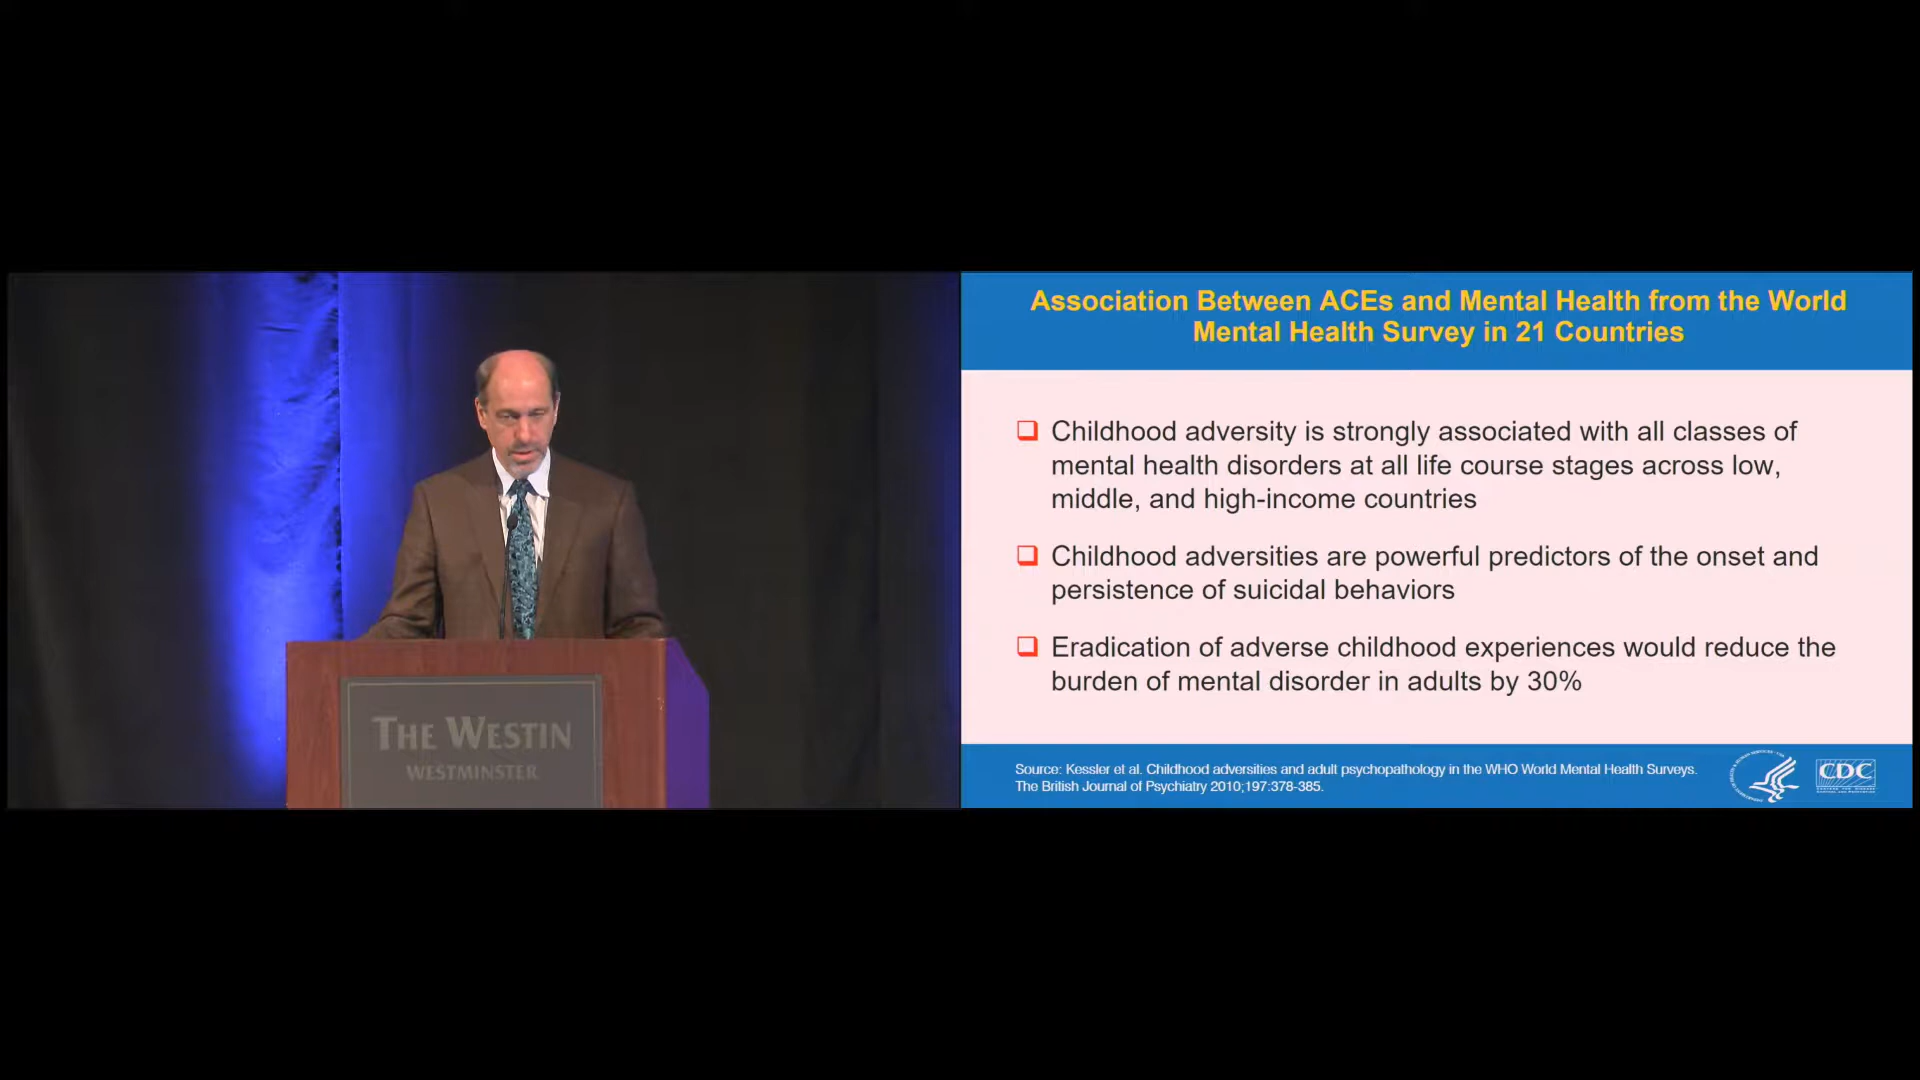 Association Between ACEs and Mental Health from the World
Mental Health Survey in 21 Countries
Childhood adversity is strongly associated with all classes of
mental health disorders at all life course stages across low,
middle, and high-income countries
Childhood adversities are powerful predictors of the onset and
persistence of suicidal behaviors
Eradication of adverse childhood experiences would reduce the
burden of mental disorder in adults by 30%
THE WESTIN
WESTMINSTER
Source: Kessler et al. Childhood adversities and adult psychopathology in the WHO World Mental Health Surveys.
The British Journal of Psychiatry 2010;197:378-385.
CDC